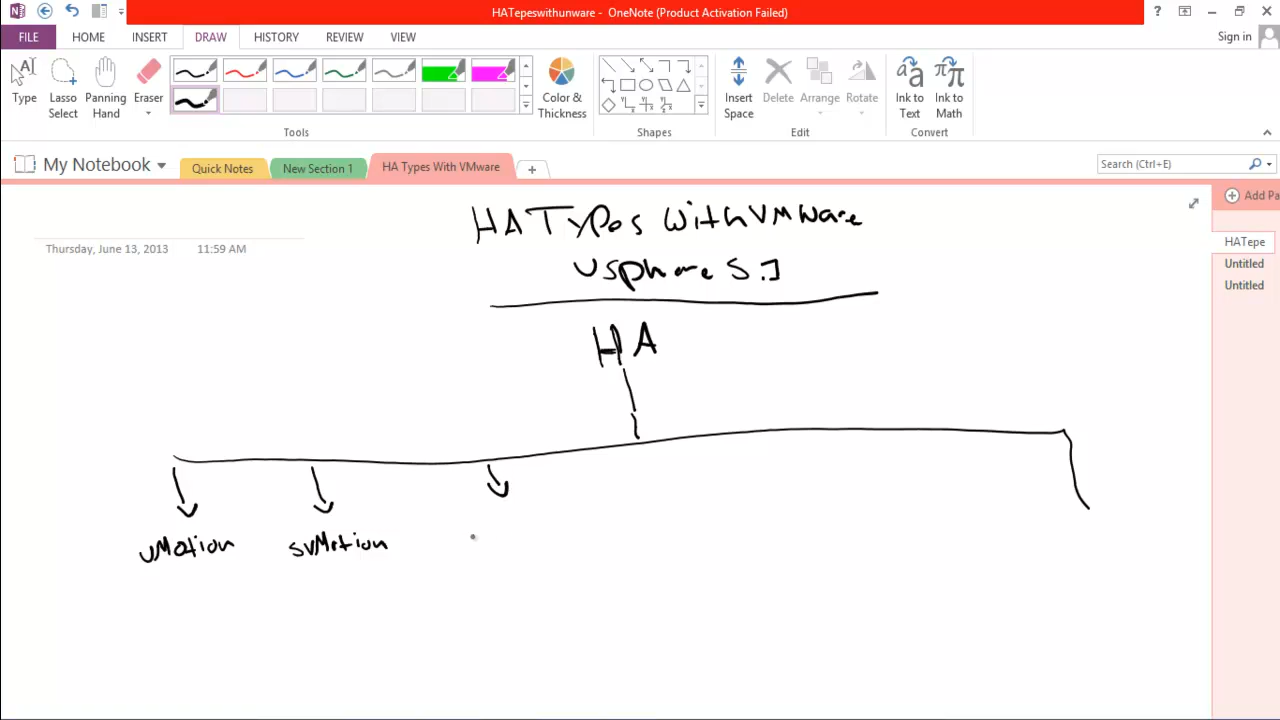 HATepeswithunware - OneNote (Product Activation Failed)
FILE HOME INSERT DRAW HISTORY REVIEW VIEW
Sign in
Type
Lasso Select
Panning Hand
Eraser
Color & Thickness
Insert Space
Delete
Arrange
Rotate
Ink to Text
Ink to Math
Tools
Shapes
Edit
Convert
My Notebook
Quick Notes
New Section 1
HA Types With VMware
Search (Ctrl+E)
Add Pa
HATepe
Untitled
Untitled
Thursday, June 13, 2013 11:59 AM
HA Types With VMware
vsphere 5.1
HA
vMotion svMotion